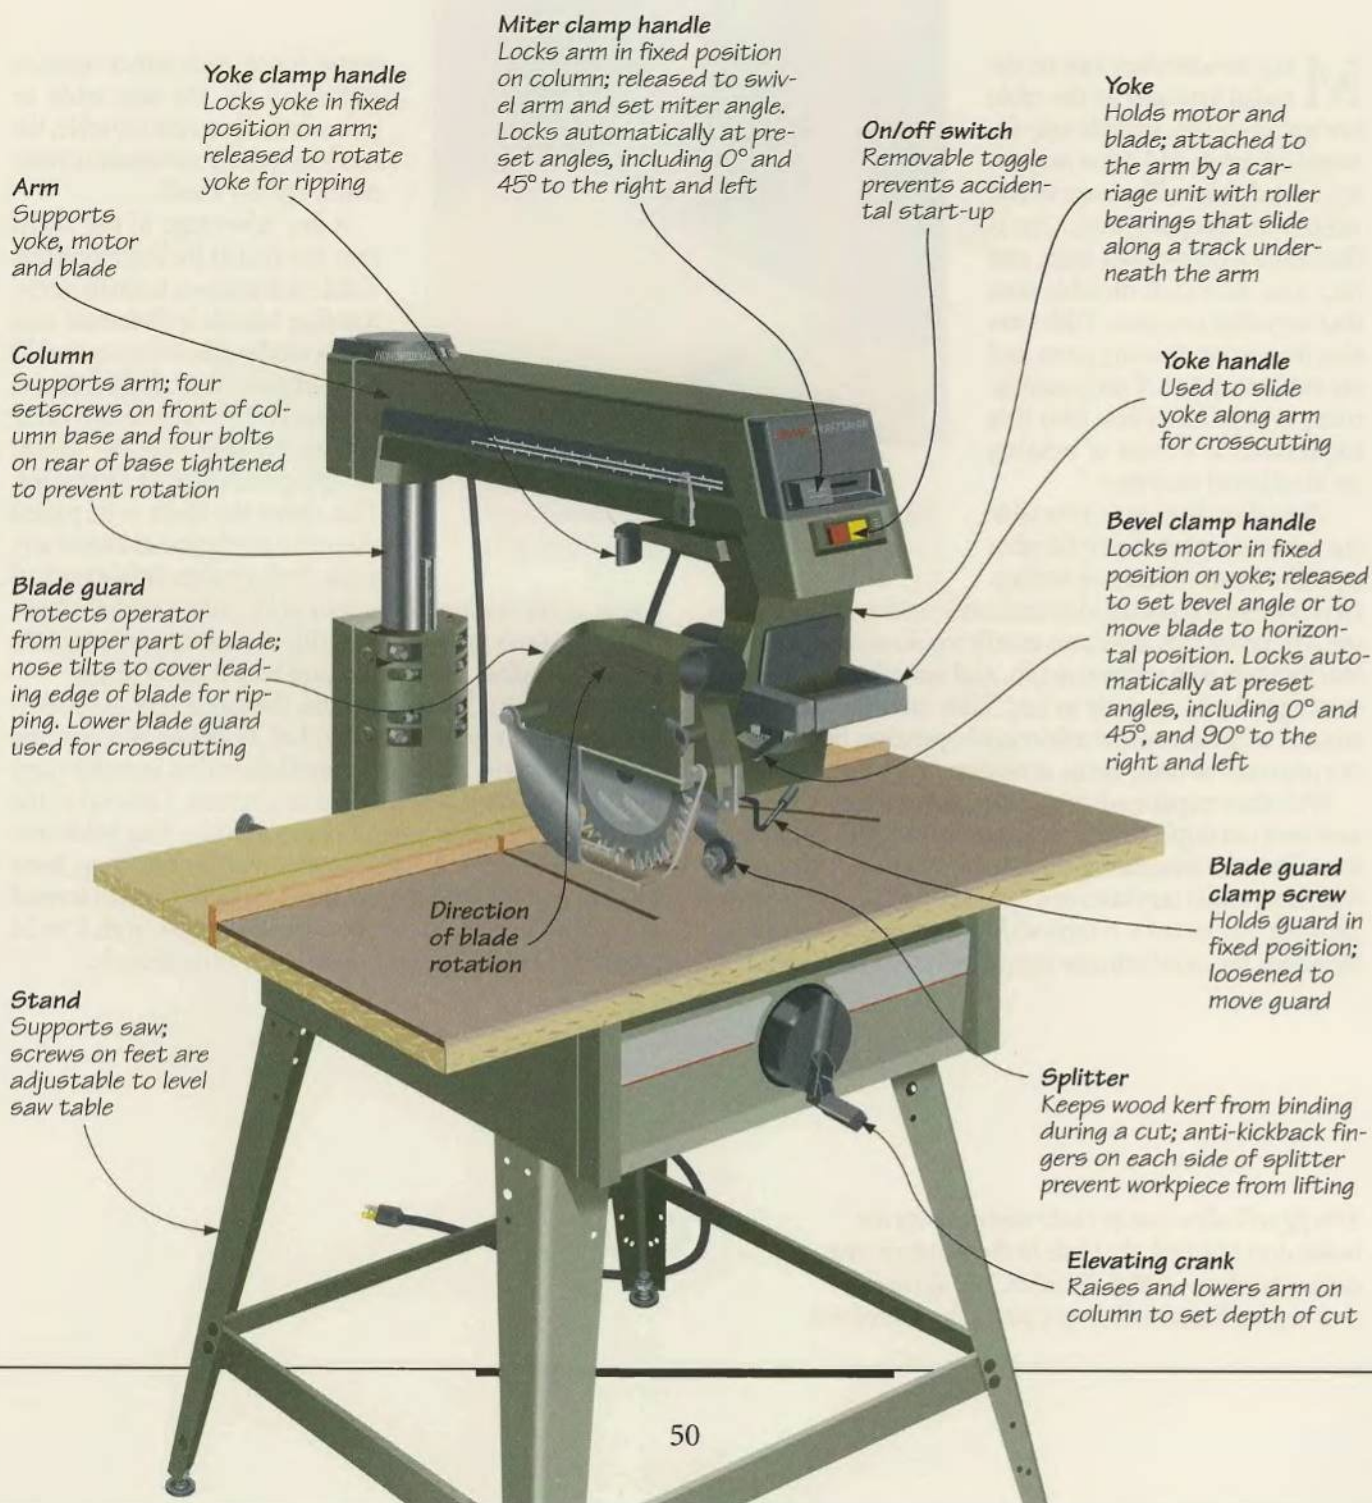 Miter clamp handle
Locks arm in fixed position
on column; released to swiv-
el arm and set miter angle.
Locks automatically at pre-
set angles, including 0° and
45° to the right and left
Yoke clamp handle
Locks yoke in fixed
position on arm;
released to rotate
yoke for ripping
On/off switch
Removable toggle
prevents acciden-
tal start-up
Yoke
Holds motor and
blade; attached to
the arm by a car-
riage unit with roller
bearings that slide
along a track under-
neath the arm
Arm
Supports
yoke, motor
and blade
Column
Supports arm; four
setscrews on front of col-
umn base and four bolts
on rear of base tightened
to prevent rotation
Yoke handle
Used to slide
yoke along arm
for crosscutting
Bevel clamp handle
Locks motor in fixed
position on yoke; released
to set bevel angle or to
move blade to horizon-
tal position. Locks auto-
matically at preset
angles, including 0° and
45°, and 90° to the
right and left
Blade guard
Protects operator
from upper part of blade;
nose tilts to cover lead-
ing edge of blade for rip-
ping. Lower blade guard
used for crosscutting
Direction
of blade
rotation
Blade guard
clamp screw
Holds guard in
fixed position;
loosened to
move guard
Stand
Supports saw;
screws on feet are
adjustable to level
saw table
Splitter
Keeps wood kerf from binding
during a cut; anti-kickback fin-
gers on each side of splitter
prevent workpiece from lifting
Elevating crank
Raises and lowers arm on
column to set depth of cut
50